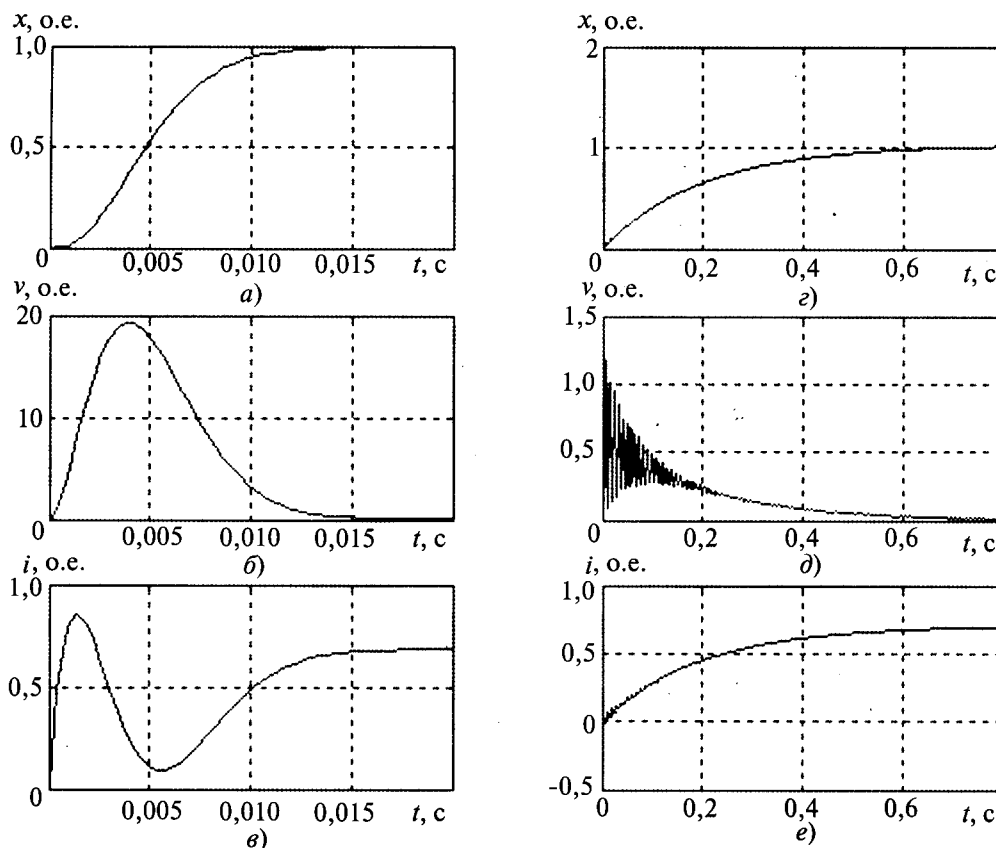 x, о.е.
1,0
0,5
0
0,005
0,010
0,015
t, с
а)
v, о.е.
20
10
0
0,005
0,010
0,015
t, с
б)
i, о.е.
1,0
0,5
0
0,005
0,010
0,015
t, с
в)
x, о.е.
2
1
0
0,2
0,4
0,6
t, с
г)
v, о.е.
1,5
1,0
0,5
0
0,2
0,4
0,6
t, с
д)
i, о.е.
1,0
0,5
0
-0,5
0
0,2
0,4
0,6
t, с
е)